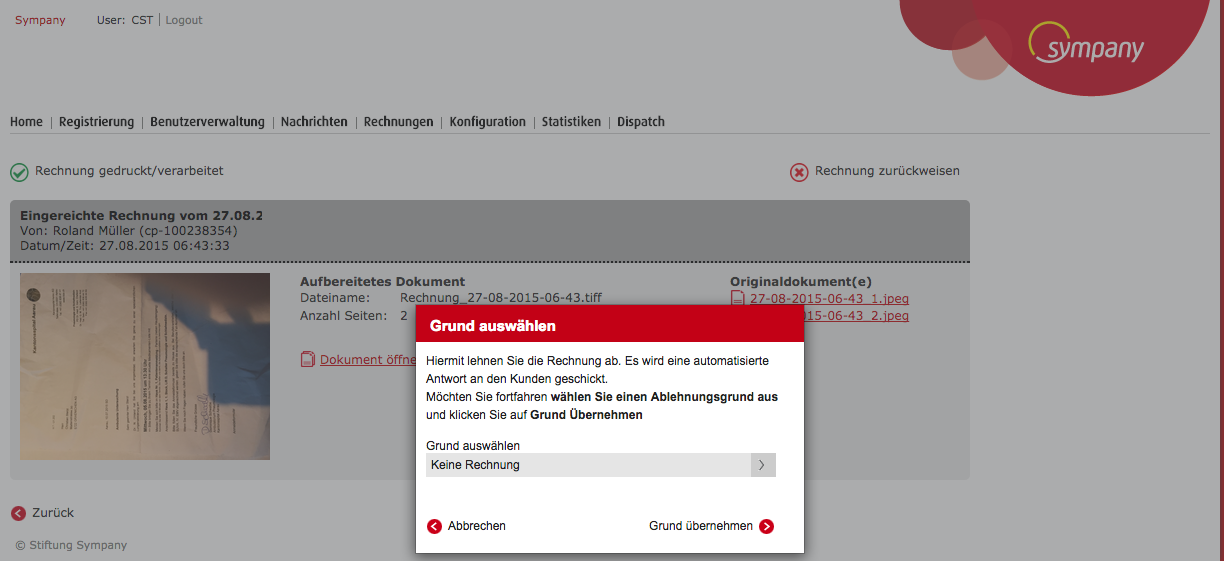 Sympany User: CST Logout
sympany
Home Registrierung Benutzerverwaltung Nachrichten Rechnungen Konfiguration Statistiken Dispatch
Rechnung gedruckt/verarbeitet Rechnung zurückweisen
Eingereichte Rechnung vom 27.08.2
Von: Roland Müller (cp-100238354)
Datum/Zeit: 27.08.2015 06:43:33
Aufbereitetes Dokument
Dateiname: Rechnung_27-08-2015-06-43.tiff
Anzahl Seiten: 2
Dokument öffne
Originaldokument(e)
27-08-2015-06-43_1.jpeg
15-06-43_2.jpeg
Grund auswählen
Hiermit lehnen Sie die Rechnung ab. Es wird eine automatisierte
Antwort an den Kunden geschickt.
Möchten Sie fortfahren wählen Sie einen Ablehnungsgrund aus
und klicken Sie auf Grund Übernehmen
Grund auswählen
Keine Rechnung
Abbrechen Grund übernehmen
Zurück
© Stiftung Sympany